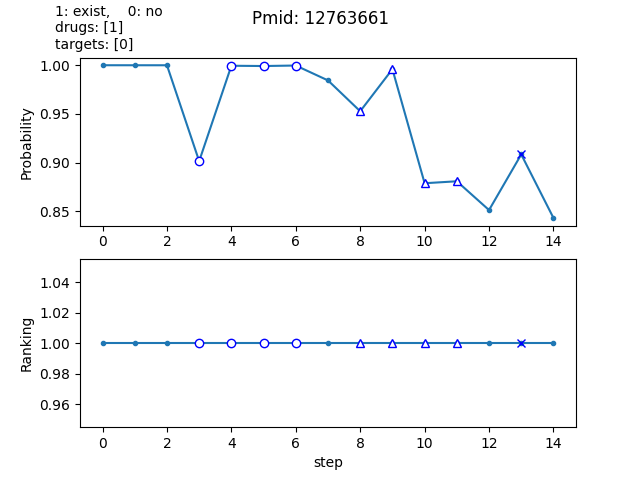 1: exist,    0: no
drugs: [1]
targets: [0]
Pmid: 12763661
1.00
0.95
0.90
0.85
Probability
0 2 4 6 8 10 12 14
1.04
1.02
1.00
0.98
0.96
Ranking
0 2 4 6 8 10 12 14
step